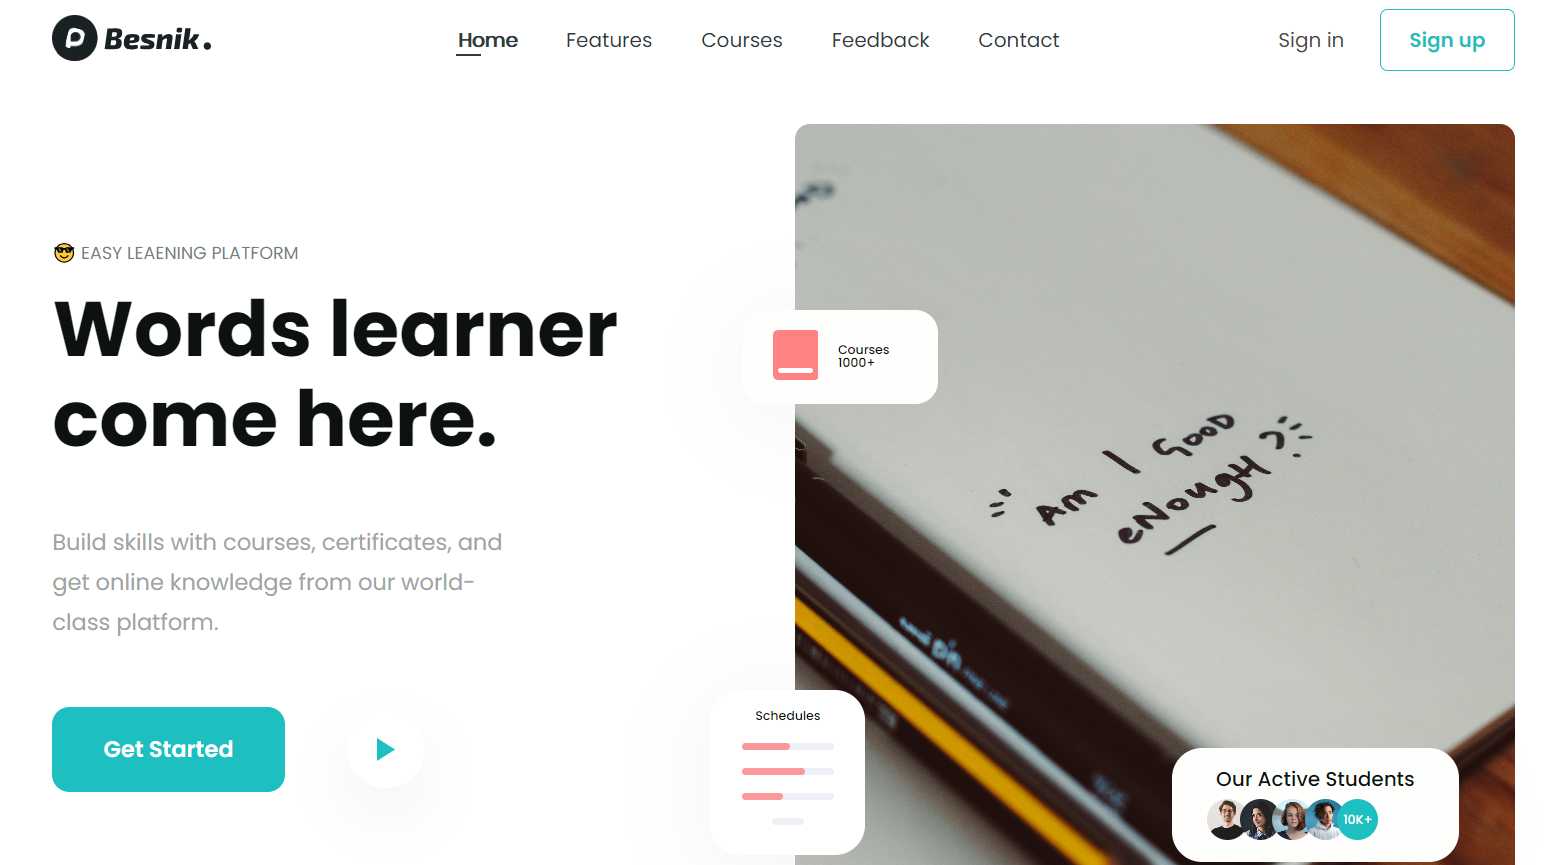 Besnik.
Home
Features
Courses
Feedback
Contact
Sign in
Sign up
EASY LEAENING PLATFORM
Words learner
come here.
Build skills with courses, certificates, and
get online knowledge from our world-
class platform.
Get Started
Courses
1000+
Am I Good
eNougH?
Schedules
Our Active Students
10K+